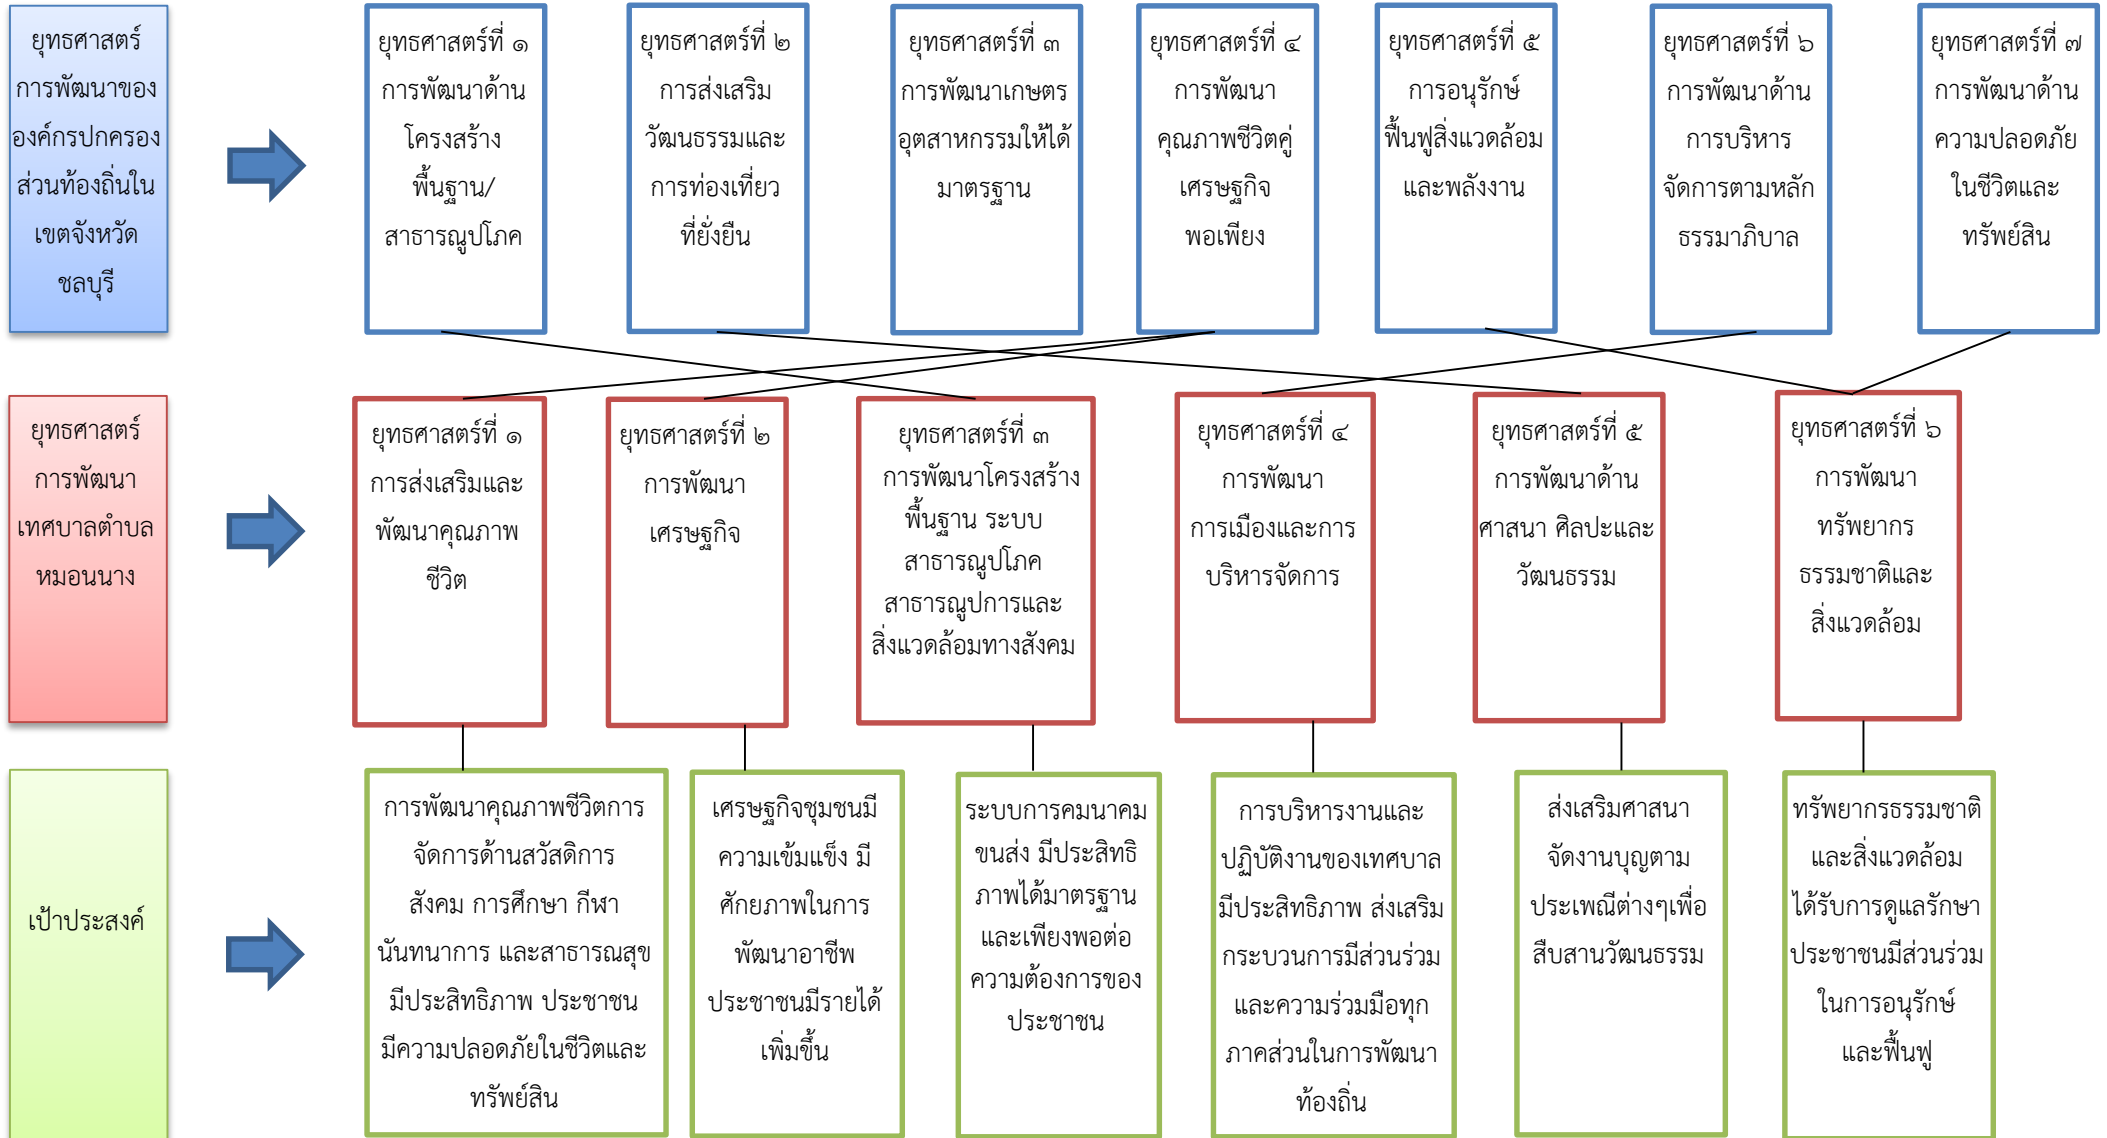 ยุทธศาสตร์
การพัฒนาของ
องค์กรปกครอง
ส่วนท้องถิ่นใน
เขตจังหวัด
ชลบุรี
ยุทธศาสตร์ที่ ๑
การพัฒนาด้าน
โครงสร้าง
พื้นฐาน/
สาธารณูปโภค
ยุทธศาสตร์ที่ ๒
การส่งเสริม
วัฒนธรรมและ
การท่องเที่ยว
ที่ยั่งยืน
ยุทธศาสตร์ที่ ๓
การพัฒนาเกษตร
อุตสาหกรรมให้ได้
มาตรฐาน
ยุทธศาสตร์ที่ ๔
การพัฒนา
คุณภาพชีวิตคู่
เศรษฐกิจ
พอเพียง
ยุทธศาสตร์ที่ ๕
การอนุรักษ์
ฟื้นฟูสิ่งแวดล้อม
และพลังงาน
ยุทธศาสตร์ที่ ๖
การพัฒนาด้าน
การบริหาร
จัดการตามหลัก
ธรรมาภิบาล
ยุทธศาสตร์ที่ ๗
การพัฒนาด้าน
ความปลอดภัย
ในชีวิตและ
ทรัพย์สิน
ยุทธศาสตร์
การพัฒนา
เทศบาลตำบล
หมอนนาง
ยุทธศาสตร์ที่ ๑
การส่งเสริมและ
พัฒนาคุณภาพ
ชีวิต
ยุทธศาสตร์ที่ ๒
การพัฒนา
เศรษฐกิจ
ยุทธศาสตร์ที่ ๓
การพัฒนาโครงสร้าง
พื้นฐาน ระบบ
สาธารณูปโภค
สาธารณูปการและ
สิ่งแวดล้อมทางสังคม
ยุทธศาสตร์ที่ ๔
การพัฒนา
การเมืองและการ
บริหารจัดการ
ยุทธศาสตร์ที่ ๕
การพัฒนาด้าน
ศาสนา ศิลปะและ
วัฒนธรรม
ยุทธศาสตร์ที่ ๖
การพัฒนา
ทรัพยากร
ธรรมชาติและ
สิ่งแวดล้อม
เป้าประสงค์
การพัฒนาคุณภาพชีวิตการ
จัดการด้านสวัสดิการ
สังคม การศึกษา กีฬา
นันทนาการ และสาธารณสุข
มีประสิทธิภาพ ประชาชน
มีความปลอดภัยในชีวิตและ
ทรัพย์สิน
เศรษฐกิจชุมชนมี
ความเข้มแข็ง มี
ศักยภาพในการ
พัฒนาอาชีพ
ประชาชนมีรายได้
เพิ่มขึ้น
ระบบการคมนาคม
ขนส่ง มีประสิทธิ
ภาพได้มาตรฐาน
และเพียงพอต่อ
ความต้องการของ
ประชาชน
การบริหารงานและ
ปฏิบัติงานของเทศบาล
มีประสิทธิภาพ ส่งเสริม
กระบวนการมีส่วนร่วม
และความร่วมมือทุก
ภาคส่วนในการพัฒนา
ท้องถิ่น
ส่งเสริมศาสนา
จัดงานบุญตาม
ประเพณีต่างๆเพื่อ
สืบสานวัฒนธรรม
ทรัพยากรธรรมชาติ
และสิ่งแวดล้อม
ได้รับการดูแลรักษา
ประชาชนมีส่วนร่วม
ในการอนุรักษ์
และฟื้นฟู